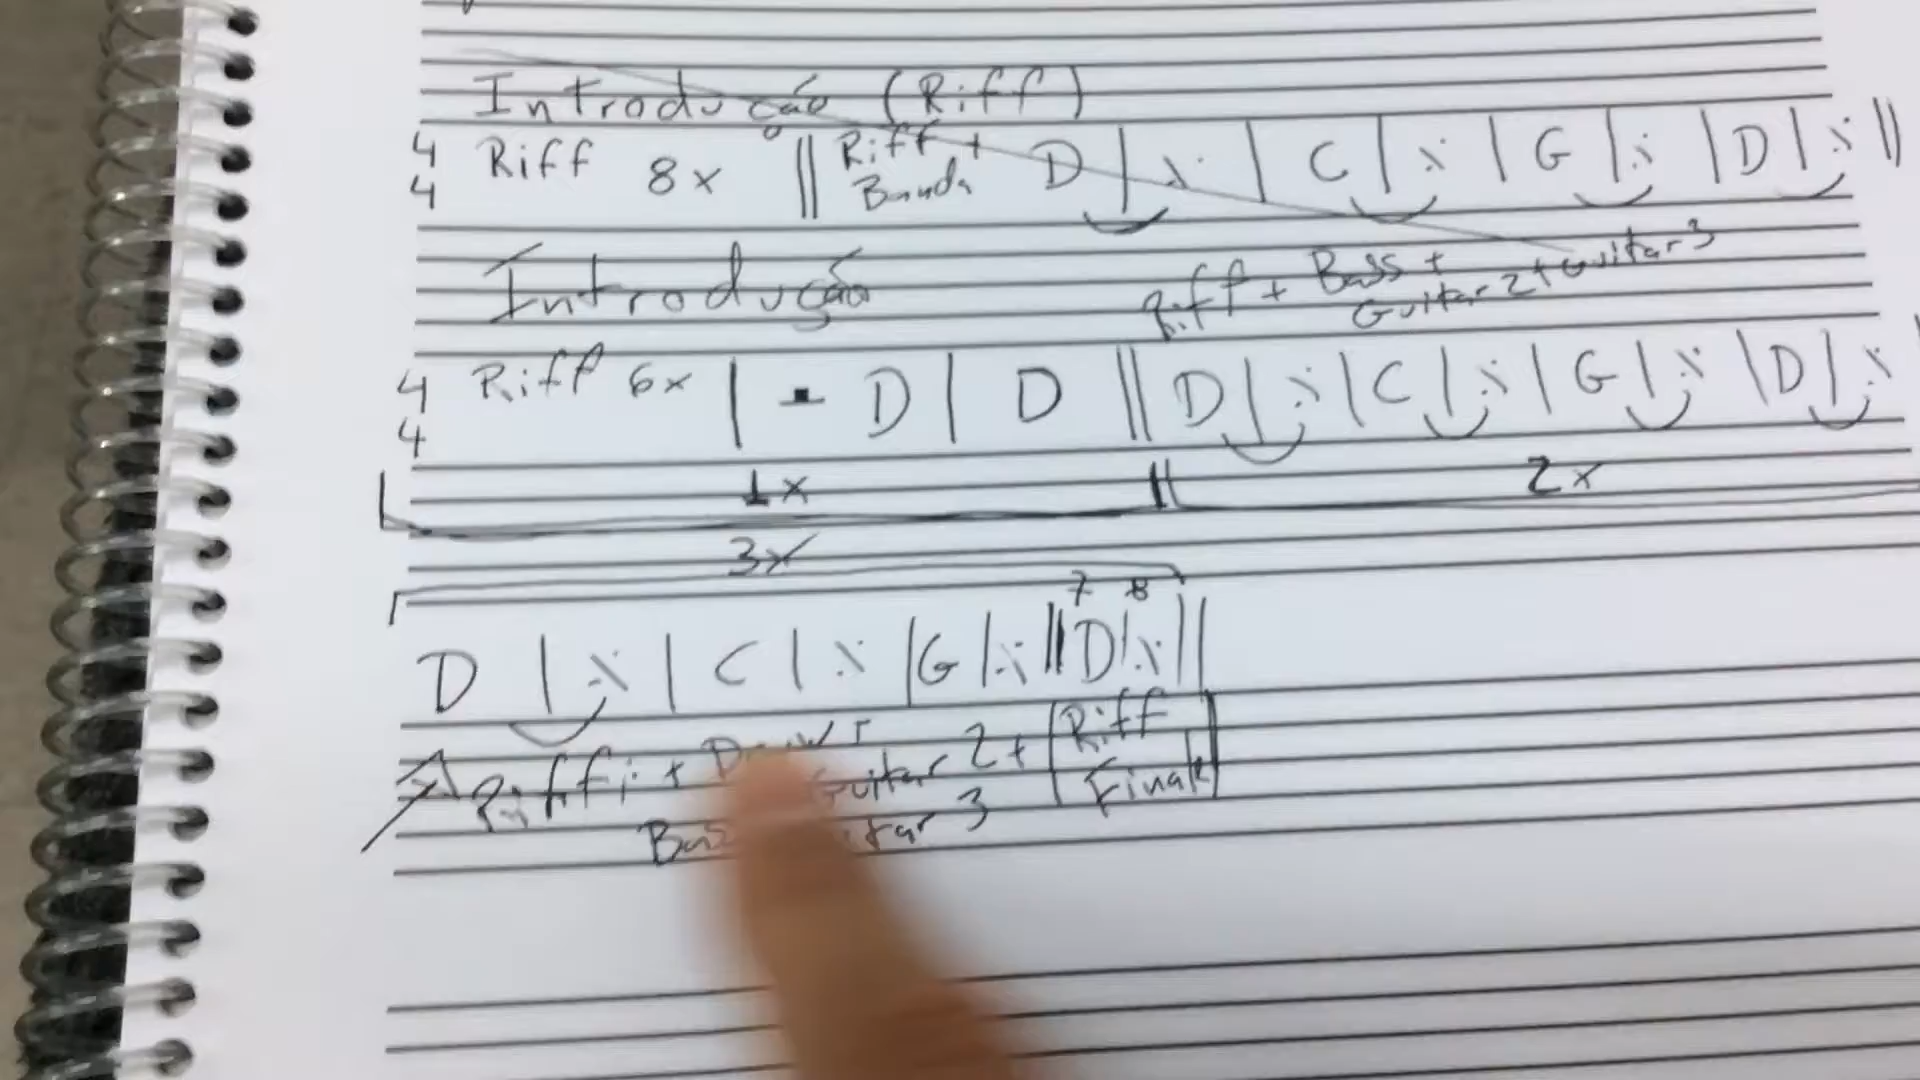 Introdução (Riff)
4/4 Riff 8x || Riff + Banda D | ٪ | C | ٪ | G | ٪ | D | ٪ ||
Introdução
Riff + Bass +
Guitar 2 + Guitar 3
4/4 Riff 6x | - D | D || D | ٪ | C | ٪ | G | ٪ | D | ٪ |
1x || 2x
3x
7 8
D | ٪ | C | ٪ | G | ٪ || D | ٪ ||
Riff + Guitar 2 + Riff
Final
3